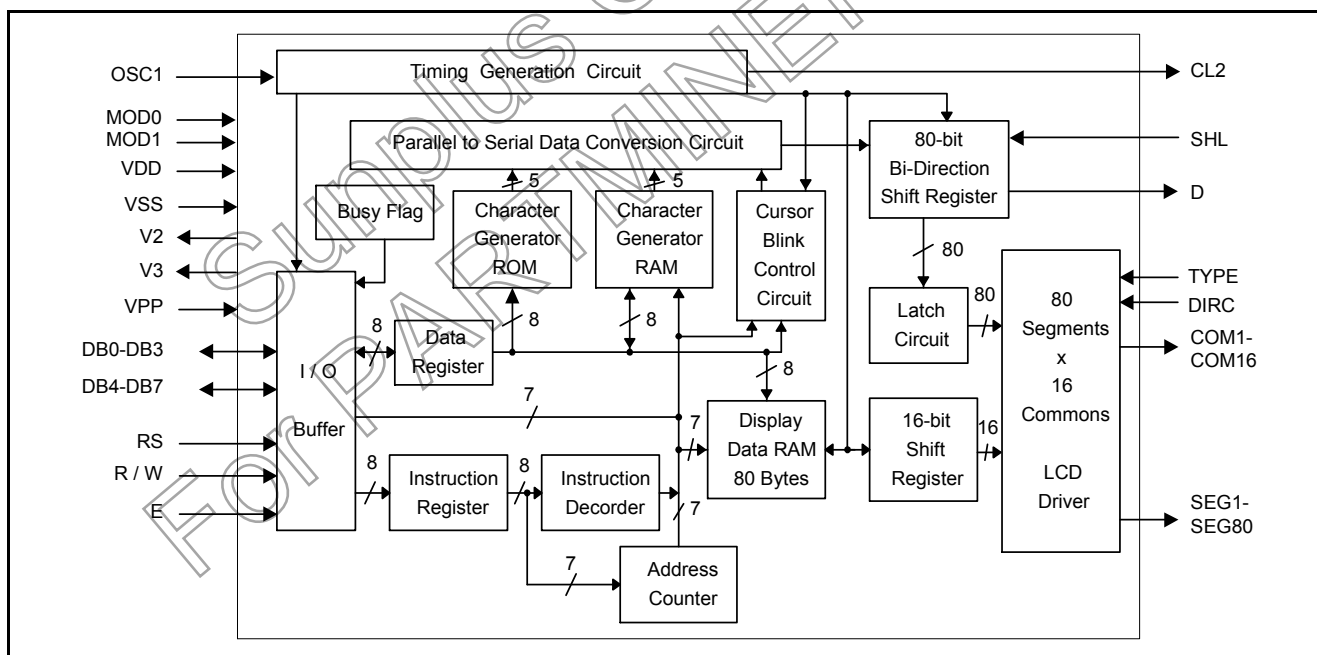 OSC1
MOD0
MOD1
VDD
VSS
V2
V3
VPP
DB0-DB3
DB4-DB7
RS
R / W
E
Timing Generation Circuit
Parallel to Serial Data Conversion Circuit
Busy Flag
5
Character
Generator
ROM
5
Character
Generator
RAM
Cursor
Blink
Control
Circuit
80-bit
Bi-Direction
Shift Register
80
Latch
Circuit
80
8
Data
Register
8
8
8
I / O
Buffer
7
7
Display
Data RAM
80 Bytes
16-bit
Shift
Register
16
80
Segments
x
16
Commons
LCD
Driver
8
Instruction
Register
8
Instruction
Decorder
7
7
Address
Counter
CL2
SHL
D
TYPE
DIRC
COM1-
COM16
SEG1-
SEG80
Sunplus
For